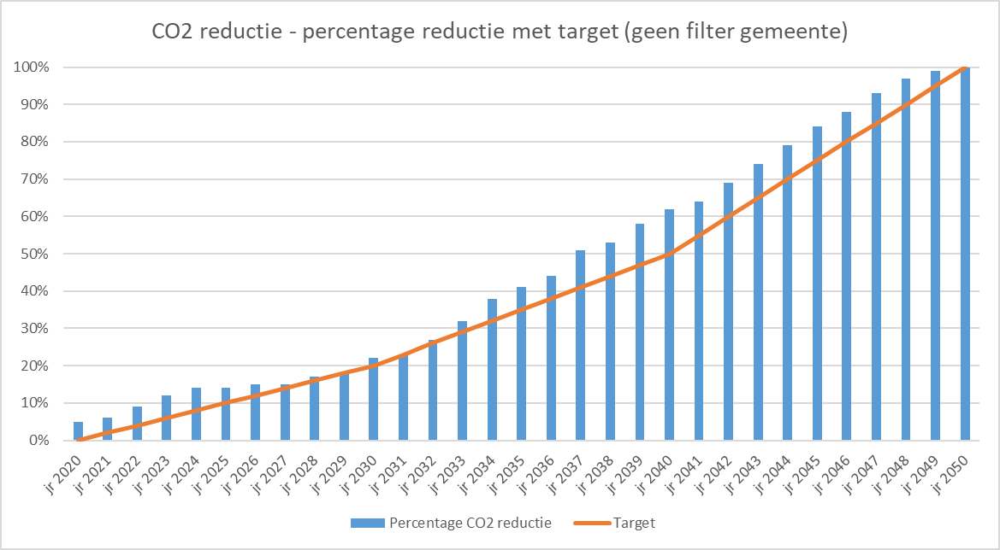 CO2 reductie - percentage reductie met target (geen filter gemeente)
100%
90%
80%
70%
60%
50%
40%
30%
20%
10%
0%
jr 2020
jr 2021
jr 2022
jr 2023
jr 2024
jr 2025
jr 2026
jr 2027
jr 2028
jr 2029
jr 2030
jr 2031
jr 2032
jr 2033
jr 2034
jr 2035
jr 2036
jr 2037
jr 2038
jr 2039
jr 2040
jr 2041
jr 2042
jr 2043
jr 2044
jr 2045
jr 2046
jr 2047
jr 2048
jr 2049
jr 2050
Percentage CO2 reductie
Target